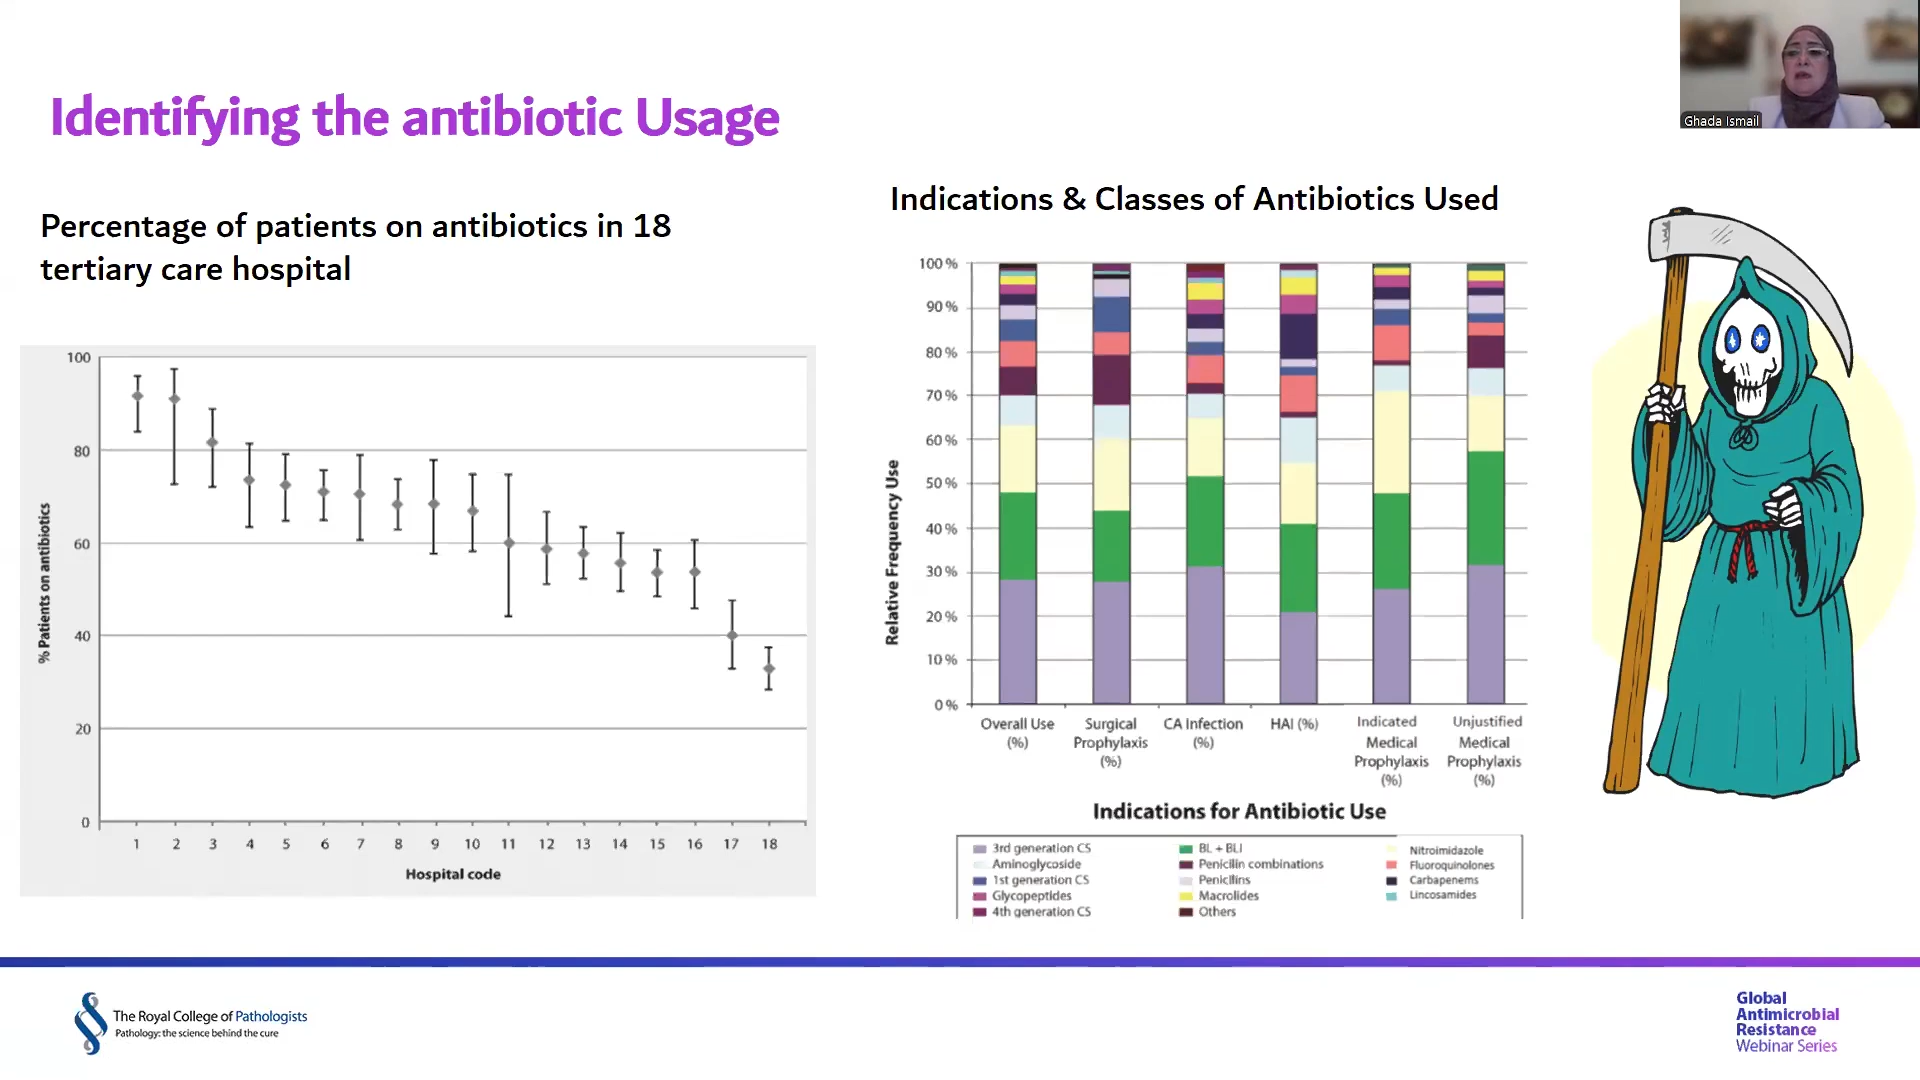 Identifying the antibiotic Usage
Ghada Ismail
Percentage of patients on antibiotics in 18
tertiary care hospital
% Patients on antibiotics
100
80
60
40
20
0
1 2 3 4 5 6 7 8 9 10 11 12 13 14 15 16 17 18
Hospital code
Indications & Classes of Antibiotics Used
Relative Frequency Use
100 %
90 %
80 %
70 %
60 %
50 %
40 %
30 %
20 %
10 %
0 %
Overall Use
(%)
Surgical
Prophylaxis
(%)
CA Infection
(%)
HAI (%)
Indicated
Medical
Prophylaxis
(%)
Unjustified
Medical
Prophylaxis
(%)
Indications for Antibiotic Use
3rd generation CS
Aminoglycoside
1st generation CS
Glycopeptides
4th generation CS
BL + BLI
Penicilin combinations
Penicillins
Macrolides
Others
Nitroimidazole
Fluoroquinolones
Carbapenems
Lincosamides
The Royal College of Pathologists
Pathology: the science behind the cure
Global
Antimicrobial
Resistance
Webinar Series